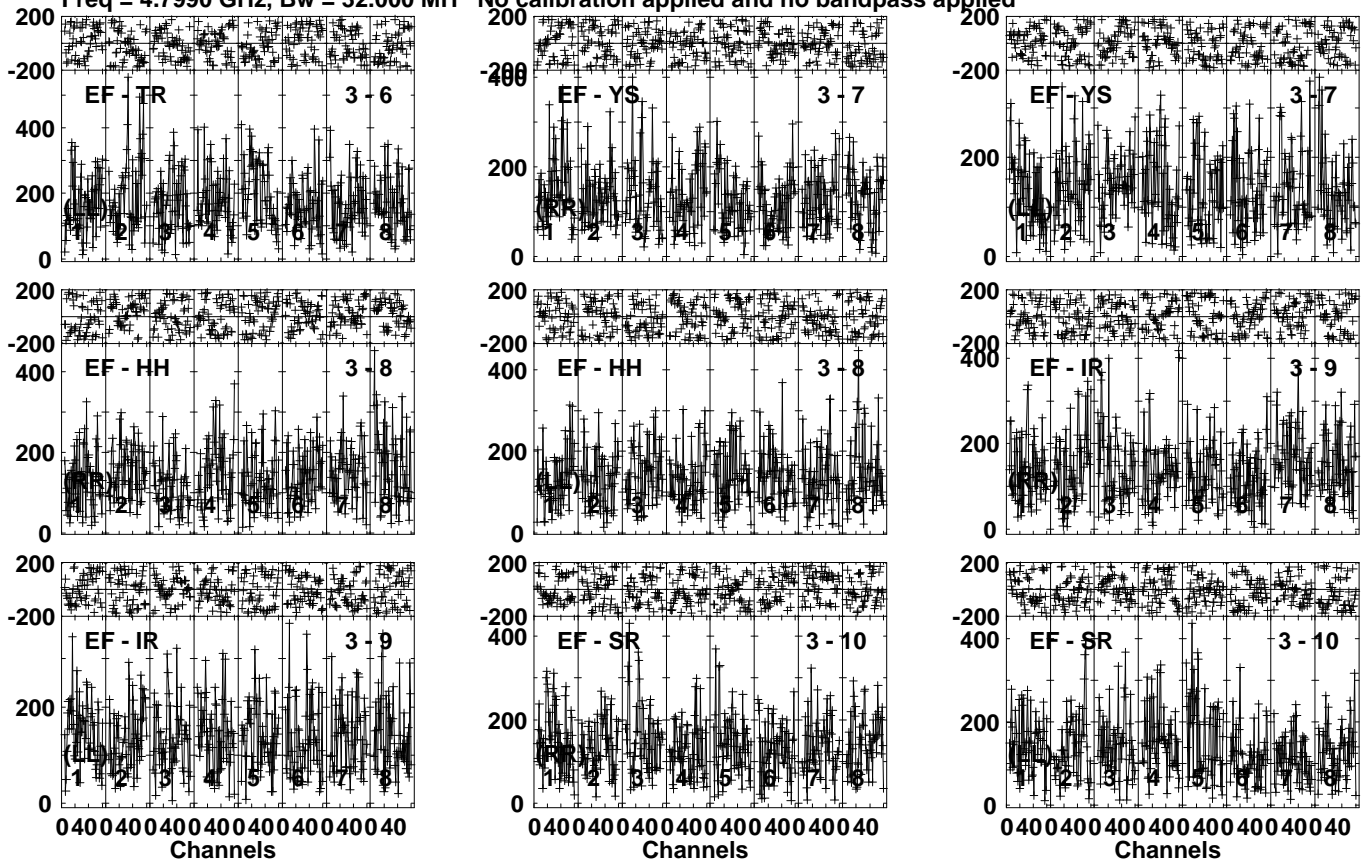 Freq = 4.7990 GHz, Bw = 32.000 MH No calibration applied and no bandpass applied
200 200 200
-200 -200 -200
400
EF - TR 3 - 6 EF - YS 3 - 7 EF - YS 3 - 7
400
200 200
200
(LL) (RR) (LL)
1 2 3 4 5 6 7 8 1 2 3 4 5 6 7 8 1 2 3 4 5 6 7 8
0 0 0
200 200 200
-200 -200 -200
400
EF - HH 3 - 8 EF - HH 3 - 8 EF - IR 3 - 9
400 400
200 200 200
(RR) (LL) (RR)
1 2 3 4 5 6 7 8 1 2 3 4 5 6 7 8 1 2 3 4 5 6 7 8
0 0 0
200 200 200
-200 -200 -200
EF - IR 3 - 9 EF - SR 3 - 10 EF - SR 3 - 10
400 400
200 200 200
(LL) (RR) (LL)
1 2 3 4 5 6 7 8 1 2 3 4 5 6 7 8 1 2 3 4 5 6 7 8
0 0 0
0 40 0 40 0 40 0 40 0 40 0 40 0 40 0 40 0 40 0 40 0 40 0 40 0 40 0 40 0 40 0 40 0 40 0 40 0 40 0 40 0 40 0 40 0 40 0 40
Channels Channels Channels